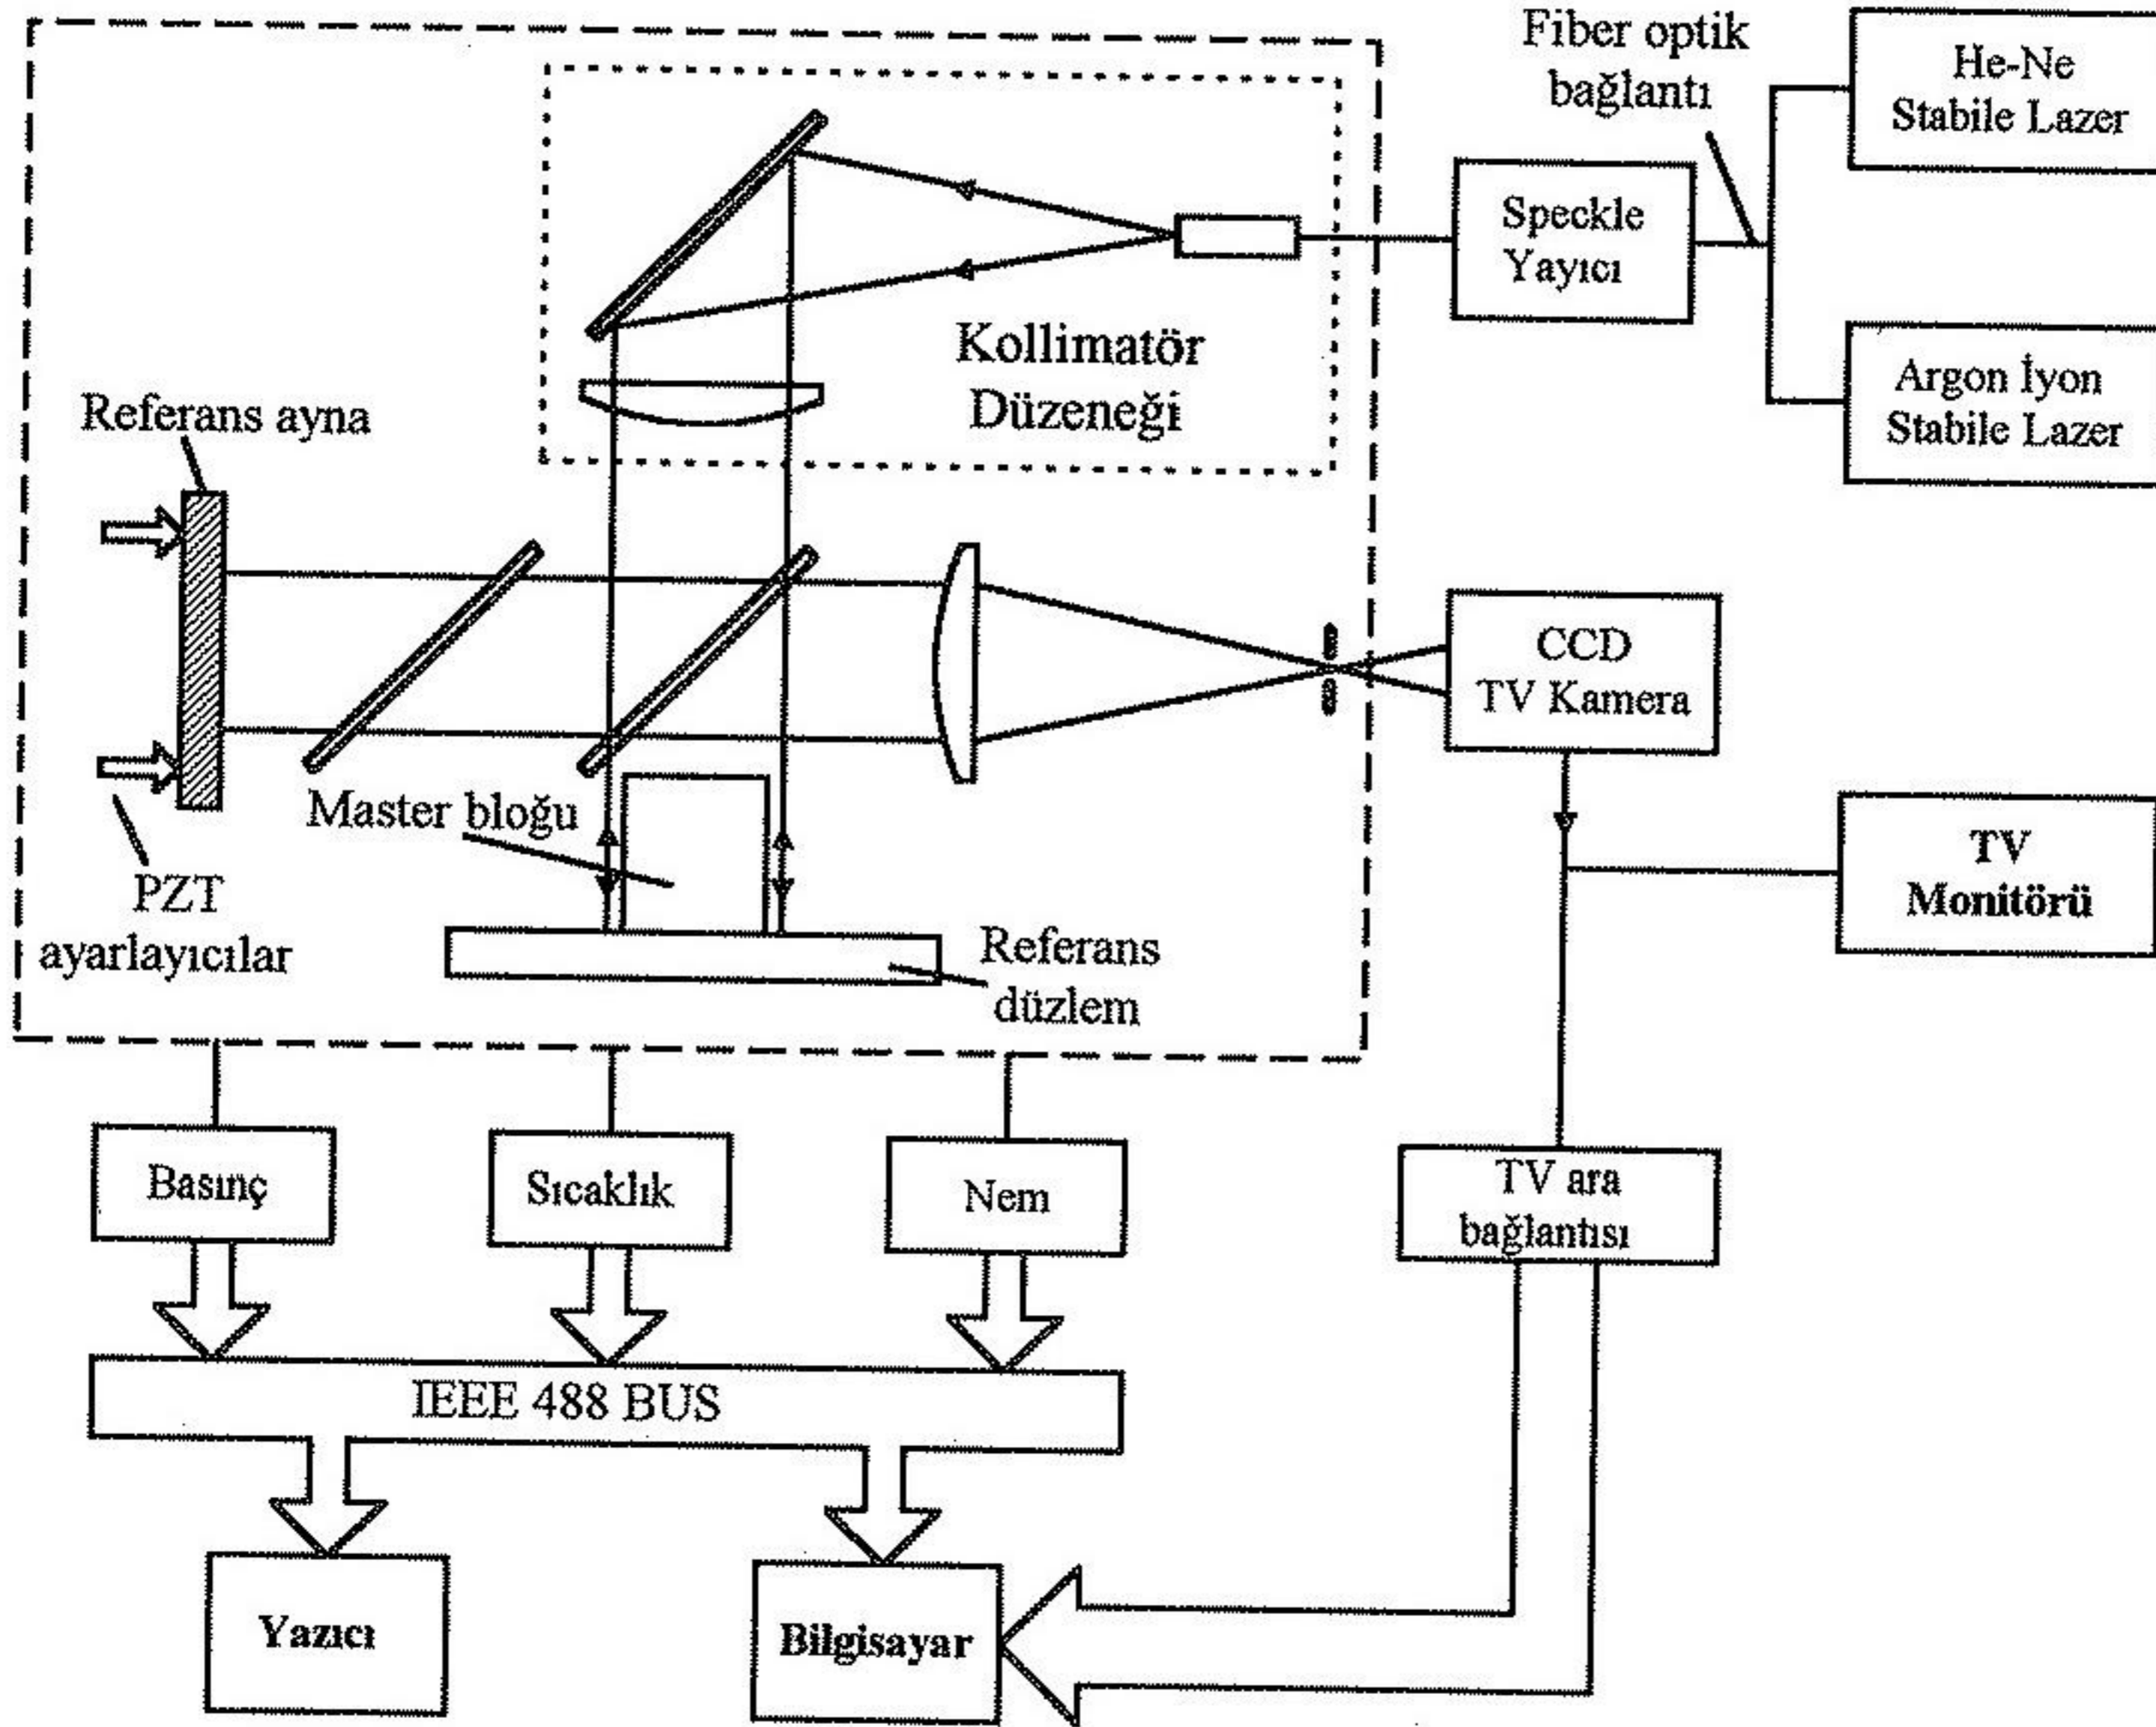 Fiber optik
bağlantı
He-Ne
Stabile Lazer
Speckle
Yayıcı
Kollimatör
Düzeneği
Argon İyon
Stabile Lazer
Referans ayna
CCD
TV Kamera
Master bloğu
PZT
ayarlayıcılar
TV
Monitörü
Referans
düzlem
Basınç
Sıcaklık
Nem
TV ara
bağlantısı
IEEE 488 BUS
Yazıcı
Bilgisayar